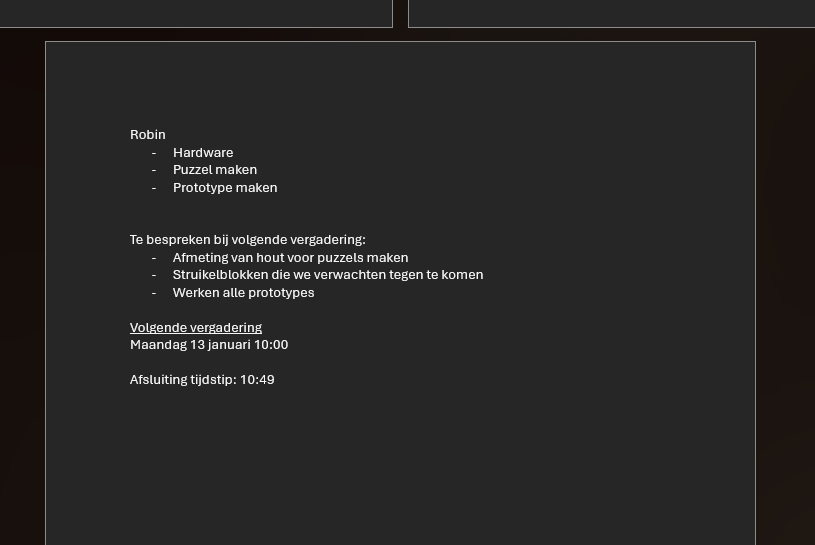 Robin
- Hardware
- Puzzel maken
- Prototype maken
Te bespreken bij volgende vergadering:
- Afmeting van hout voor puzzels maken
- Struikelblokken die we verwachten tegen te komen
- Werken alle prototypes
Volgende vergadering
Maandag 13 januari 10:00
Afsluiting tijdstip: 10:49